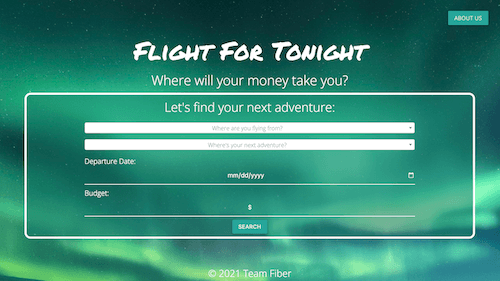 ABOUT US
Flight For Tonight
Where will your money take you?
Let's find your next adventure:
Where are you flying from?
Where's your next adventure?
Departure Date:
mm/dd/yyyy
Budget:
$
SEARCH
© 2021 Team Fiber